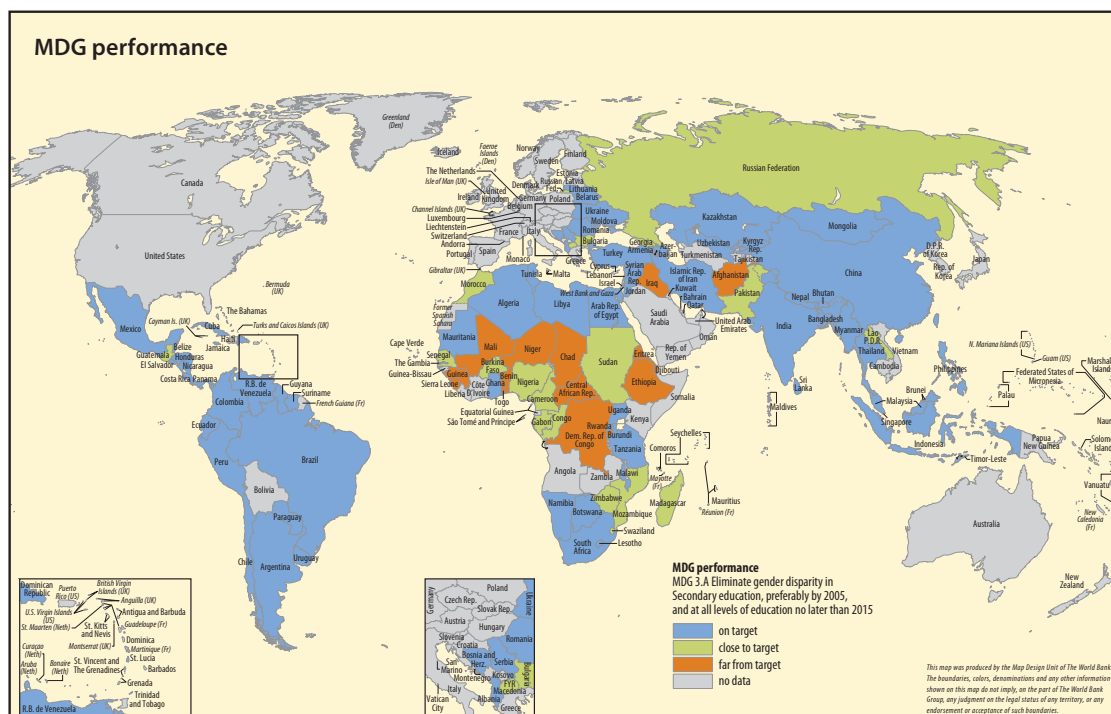 MDG performance
Greenland
(Den)
Faeroe
Islands
(Den)
Iceland
Norway
Sweden
Finland
Russian Federation
Canada
The Netherlands
Isle of Man (UK)
Estonia
Russian
Fed.
Latvia
Lithuania
Denmark
United
Kingdom
Ireland
Germany
Poland
Belarus
Channel Islands (UK)
Belgium
Luxembourg
Liechtenstein
Switzerland
Andorra
Portugal
France
Spain
Monaco
Italy
Ukraine
Moldova
Romania
Bulgaria
Greece
Kazakhstan
Mongolia
United States
Georgia
Armenia
Azer-
baijan
Uzbekistan
Turkmenistan
Kyrgyz
Rep.
Tajikistan
D.P.R.
of Korea
Rep. of
Korea
Japan
Gibraltar (UK)
Tunisia
Malta
Turkey
Cyprus
Lebanon
Israel
Syrian
Arab
Rep.
Iraq
Islamic Rep.
of Iran
Afghanistan
China
Bermuda
(UK)
Morocco
West Bank and Gaza
Jordan
Kuwait
Bahrain
Qatar
Pakistan
Nepal
Bhutan
Former
Spanish
Sahara
Algeria
Libya
Arab Rep.
of Egypt
Saudi
Arabia
United Arab
Emirates
Oman
India
Bangladesh
Myanmar
Lao
P.D.R.
Mexico
Cayman Is. (UK)
The Bahamas
Cuba
Turks and Caicos Islands (UK)
Haiti
Jamaica
Belize
Guatemala
Honduras
El Salvador
Nicaragua
Costa Rica
Panama
Cape Verde
Mauritania
Mali
Niger
Chad
Sudan
Eritrea
Rep. of
Yemen
Djibouti
Thailand
Vietnam
Cambodia
Philippines
N. Mariana Islands (US)
Guam (US)
Marshal
Islands
Federated States of
Micronesia
Palau
Senegal
The Gambia
Guinea-Bissau
Guinea
Sierra Leone
Liberia
Burkina
Faso
Côte
D'Ivoire
Ghana
Benin
Togo
Nigeria
Cameroon
Central
African Rep.
Ethiopia
Somalia
Sri
Lanka
Maldives
Brunei
Malaysia
Singapore
Indonesia
Nauru
R.B. de
Venezuela
Guyana
Suriname
French Guiana (Fr)
Colombia
Ecuador
Peru
Brazil
Bolivia
Paraguay
Chile
Argentina
Uruguay
Equatorial Guinea
São Tomé and Príncipe
Gabon
Congo
Dem. Rep. of
Congo
Uganda
Kenya
Rwanda
Burundi
Tanzania
Seychelles
Comoros
Mayotte
(Fr)
Angola
Zambia
Malawi
Zimbabwe
Mozambique
Madagascar
Mauritius
Réunion (Fr)
Namibia
Botswana
Swaziland
Lesotho
South
Africa
Papua
New Guinea
Solomon
Island
Timor-Leste
Vanuatu
New
Caledonia
(Fr)
Australia
New
Zealand
Dominican
Republic
Puerto
Rico (US)
British Virgin
Islands (UK)
Anguilla (UK)
U.S. Virgin Islands
(US)
St. Maarten (Neth)
Antigua and Barbuda
St. Kitts
and Nevis
Guadeloupe (Fr)
Montserrat (UK)
Dominica
Martinique (Fr)
St. Lucia
Curaçao
(Neth)
Aruba
(Neth)
Bonaire
(Neth)
St. Vincent and
The Grenadines
Barbados
Grenada
Trinidad
and Tobago
R.B. de Venezuela
Germany
Poland
Czech Rep.
Slovak Rep.
Ukraine
Austria
Hungary
Slovenia
Croatia
Romania
Bosnia and
Herz.
Serbia
San
Marino
Montenegro
Kosovo
Bulgaria
Italy
FYR
Macedonia
Vatican
City
Albania
Greece
MDG performance
MDG 3.A Eliminate gender disparity in
Secondary education, preferably by 2005,
and at all levels of education no later than 2015
on target
close to target
far from target
no data
This map was produced by the Map Design Unit of The World Bank
The boundaries, colors, denominations and any other information
shown on this map do not imply, on the part of The World Bank
Group, any judgment on the legal status of any territory, or any
endorsement or acceptance of such boundaries.